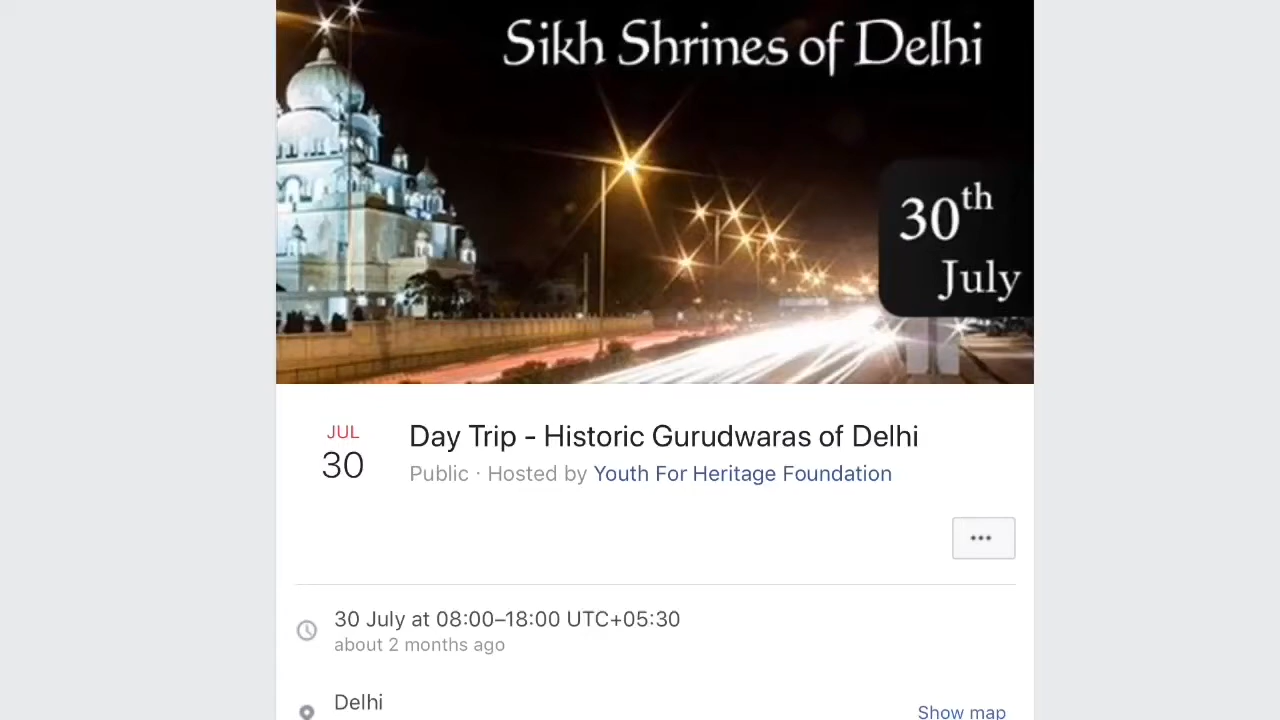 Sikh Shrines of Delhi
30th
July
JUL
30
Day Trip - Historic Gurudwaras of Delhi
Public · Hosted by Youth For Heritage Foundation
30 July at 08:00–18:00 UTC+05:30
about 2 months ago
Delhi
Show map